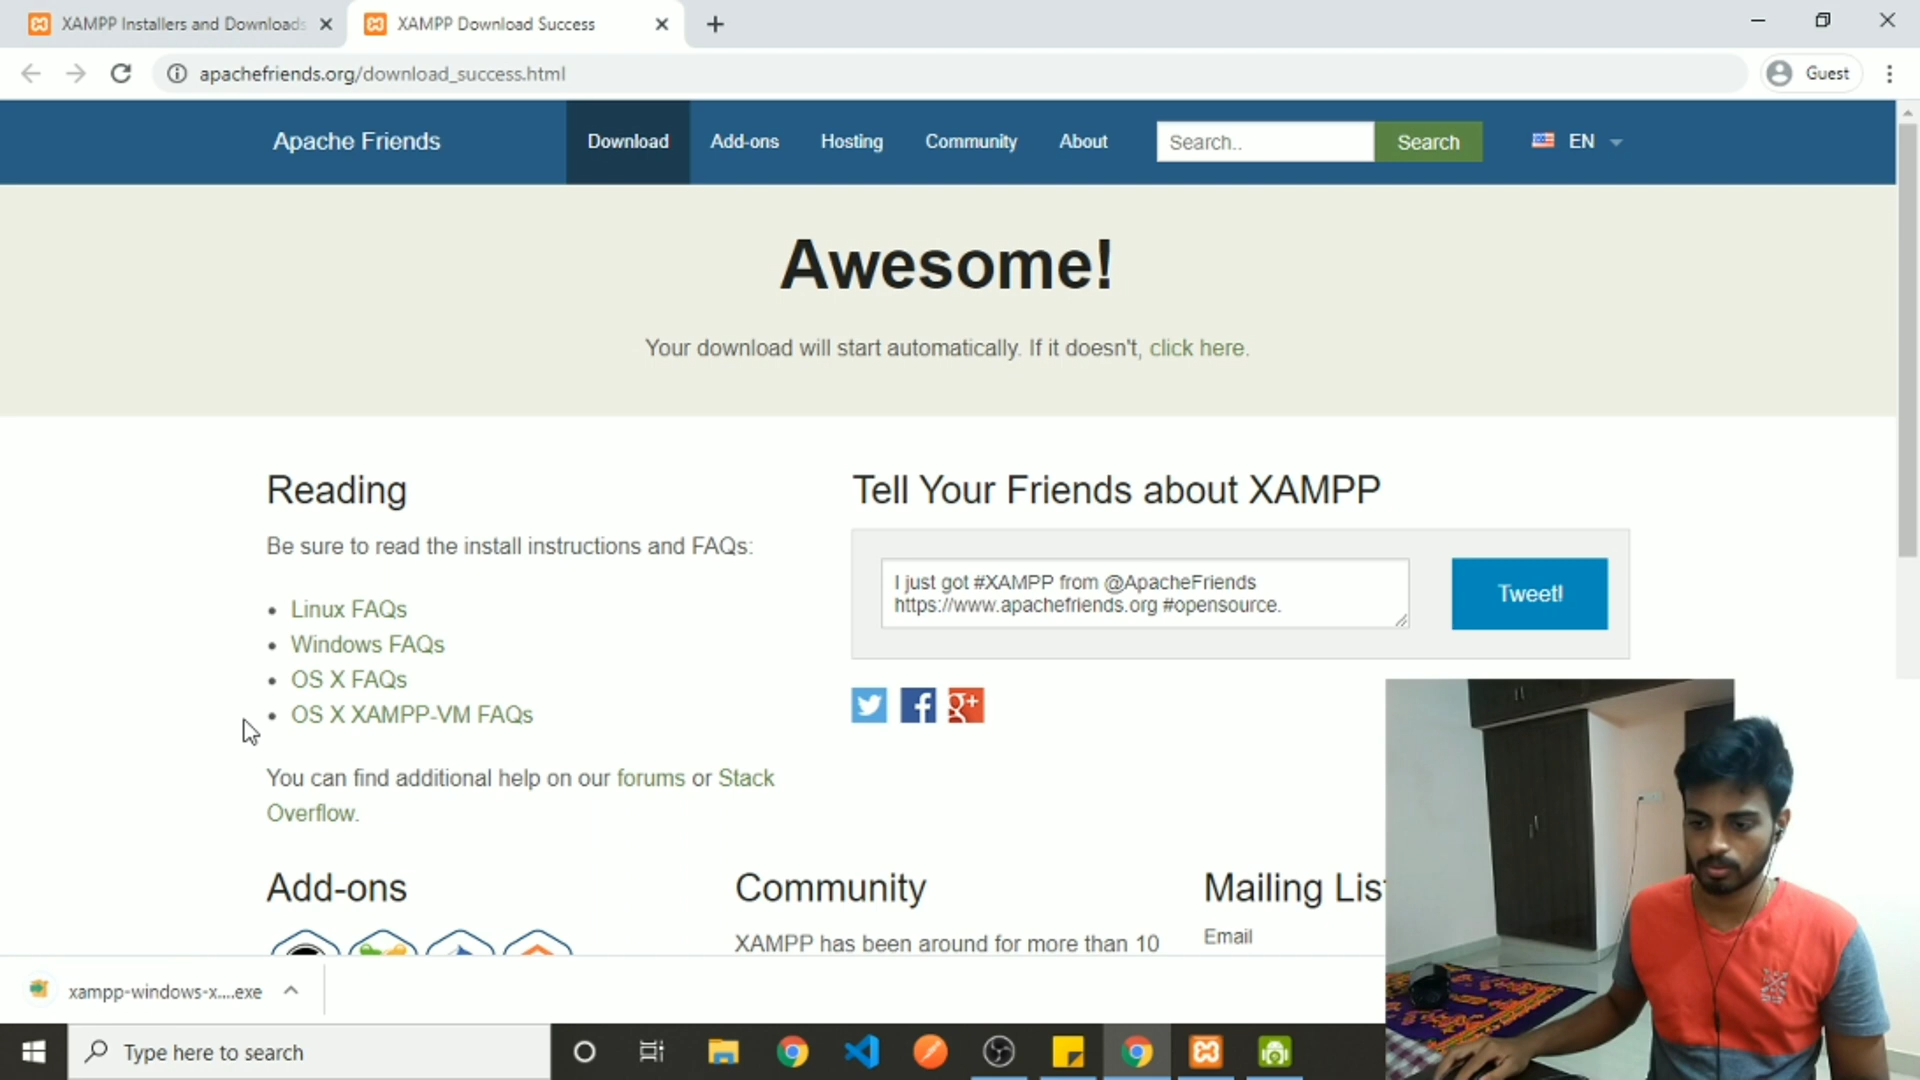 XAMPP Installers and Downloads
XAMPP Download Success
apachefriends.org/download_success.html
Guest
Apache Friends
Download
Add-ons
Hosting
Community
About
Search..
Search
EN
Awesome!
Your download will start automatically. If it doesn't, click here.
Reading
Be sure to read the install instructions and FAQs:
Linux FAQs
Windows FAQs
OS X FAQs
OS X XAMPP-VM FAQs
You can find additional help on our forums or Stack
Overflow.
Tell Your Friends about XAMPP
I just got #XAMPP from @ApacheFriends
https://www.apachefriends.org #opensource.
Tweet!
g+
Add-ons
Community
XAMPP has been around for more than 10
Mailing Lis
Email
xampp-windows-x....exe
Type here to search